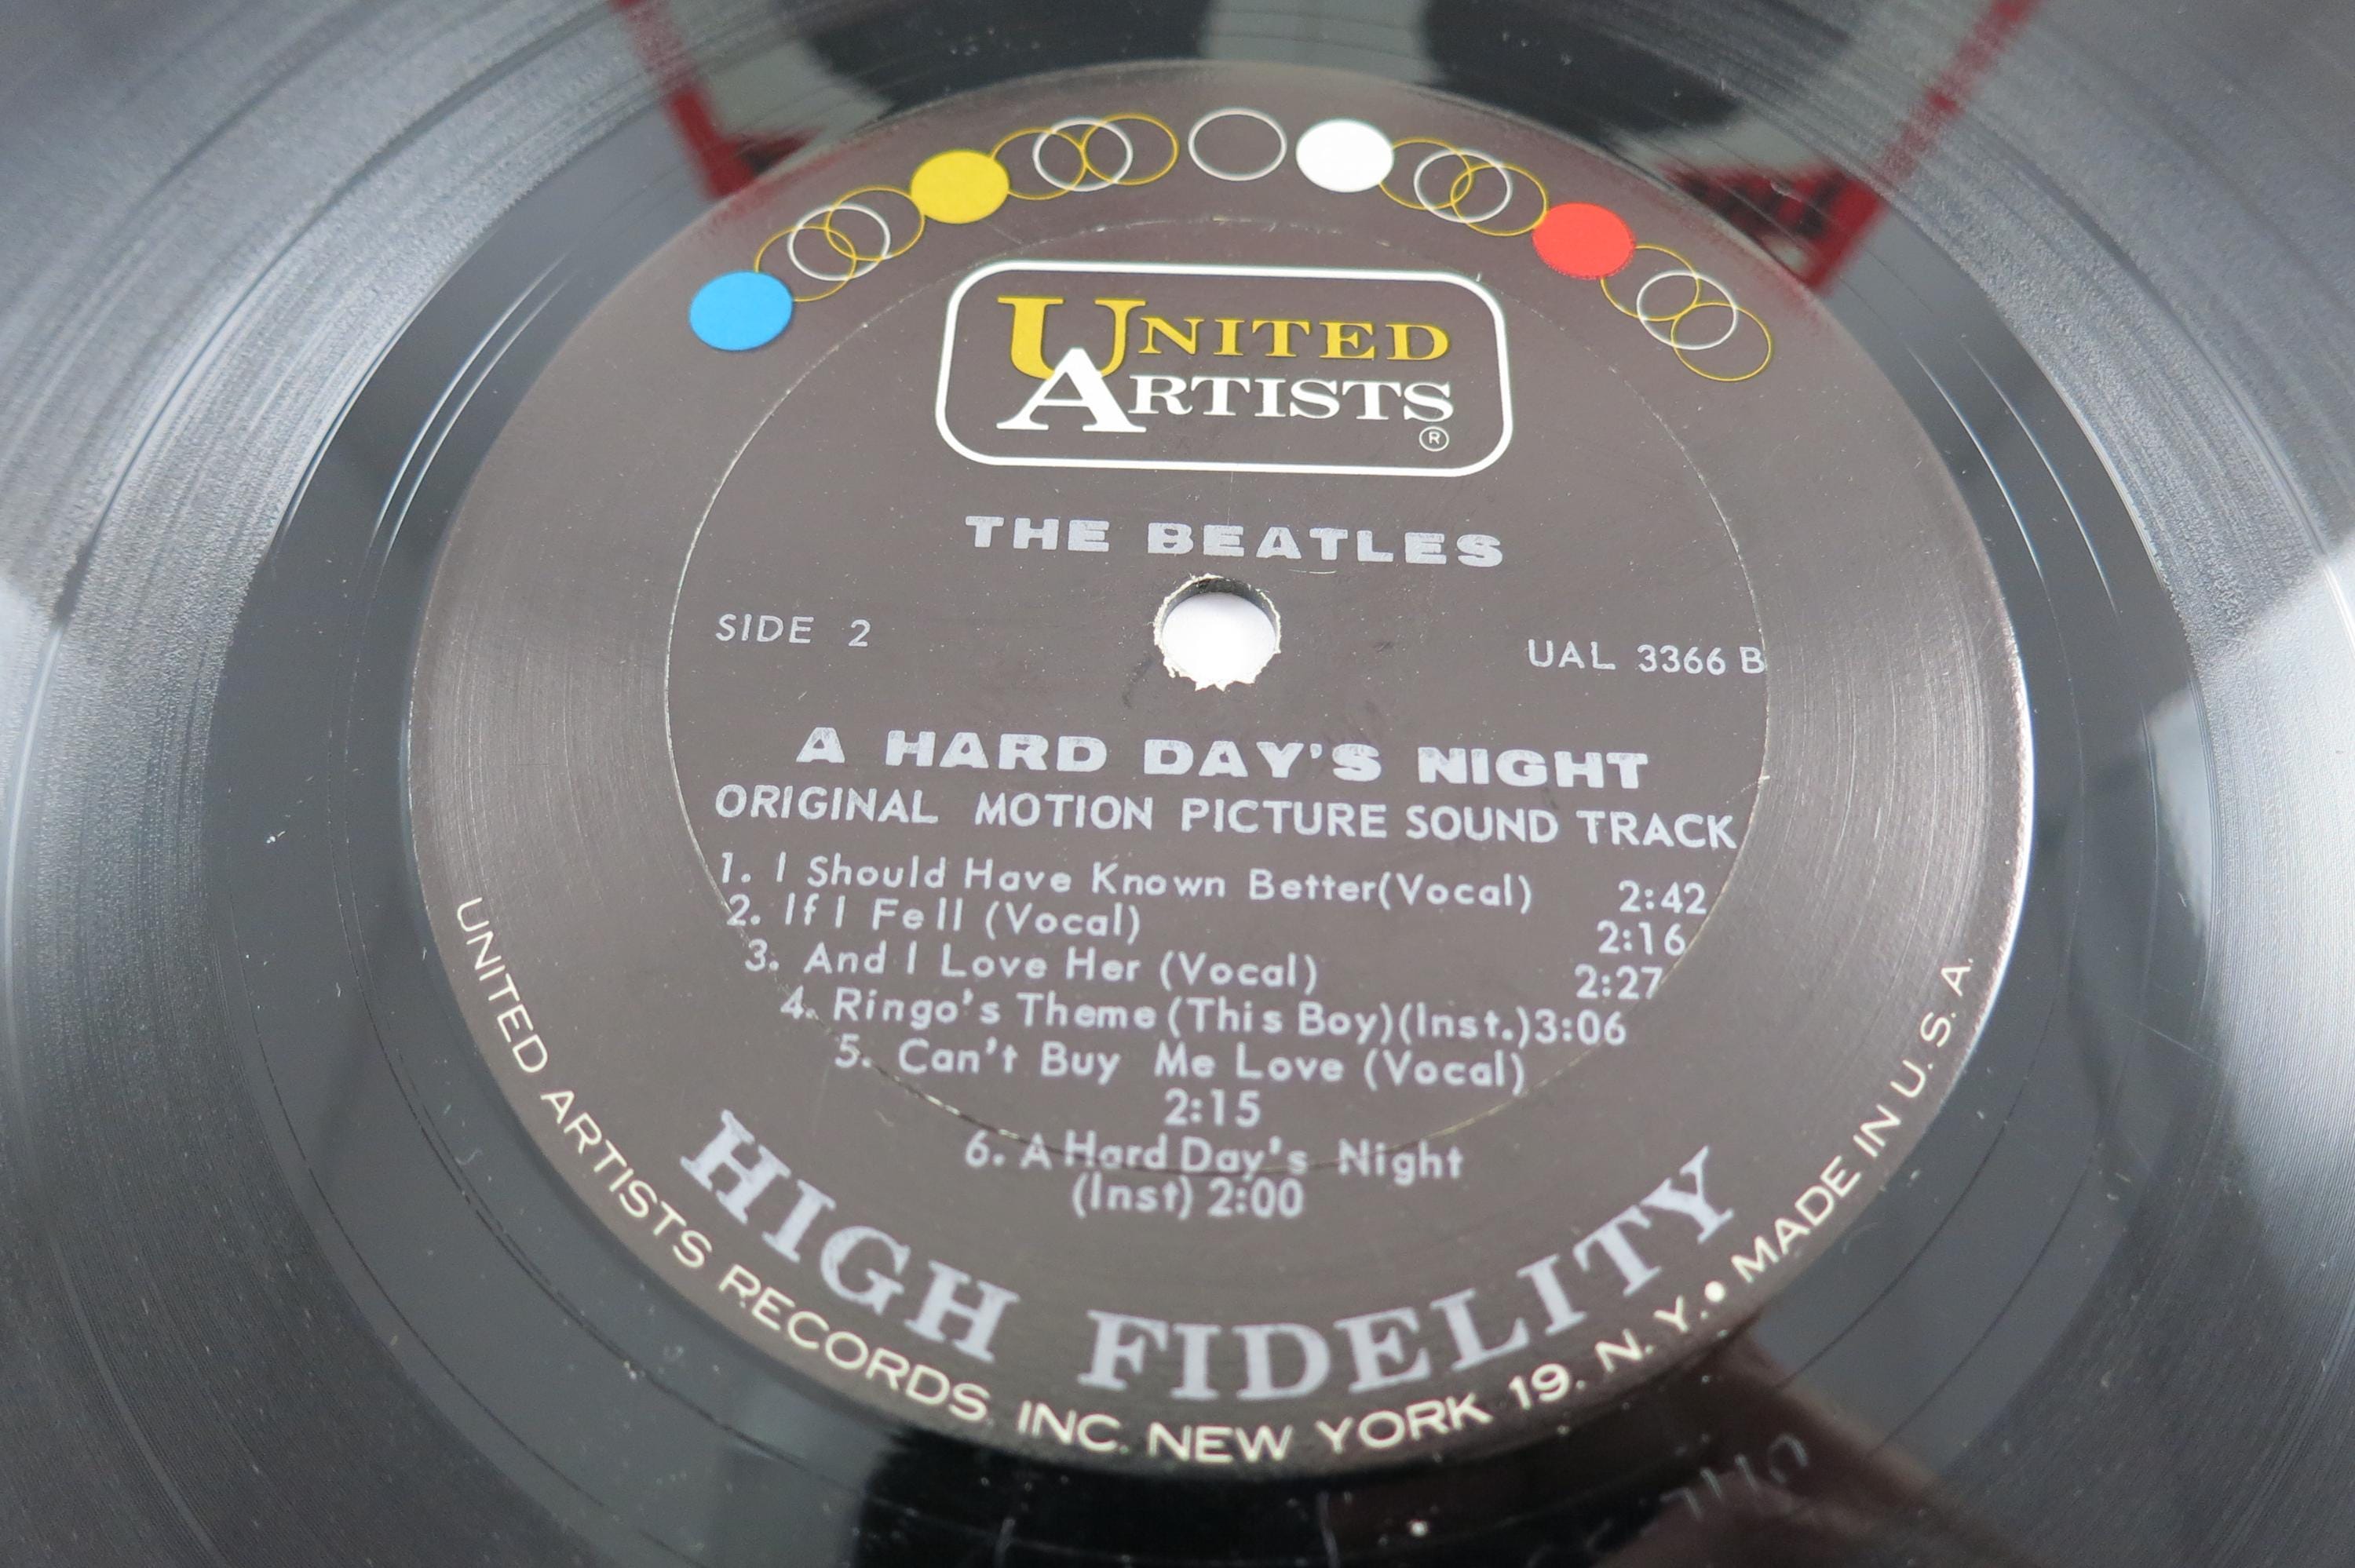 UNITED
ARTISTS
®
THE BEATLES
SIDE 2
UAL 3366 B
A HARD DAY'S NIGHT
ORIGINAL MOTION PICTURE SOUND TRACK
1. I Should Have Known Better(Vocal) 2:42
2. If I Fell (Vocal) 2:16
3. And I Love Her (Vocal) 2:27
4. Ringo's Theme (This Boy)(Inst.)3:06
5. Can't Buy Me Love (Vocal)
2:15
6. A Hard Day's Night
(Inst) 2:00
HIGH FIDELITY
UNITED ARTISTS RECORDS, INC. NEW YORK 19, N. Y. • MADE IN U. S. A.